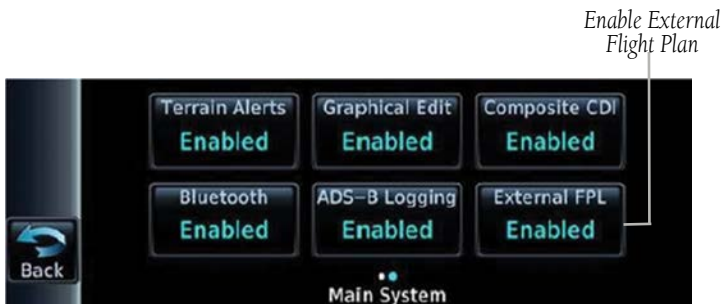 Enable External
Flight Plan
Terrain Alerts Graphical Edit Composite CDI
Enabled Enabled Enabled
Bluetooth ADS-B Logging External FPL
Enabled Enabled Enabled
Back
Main System